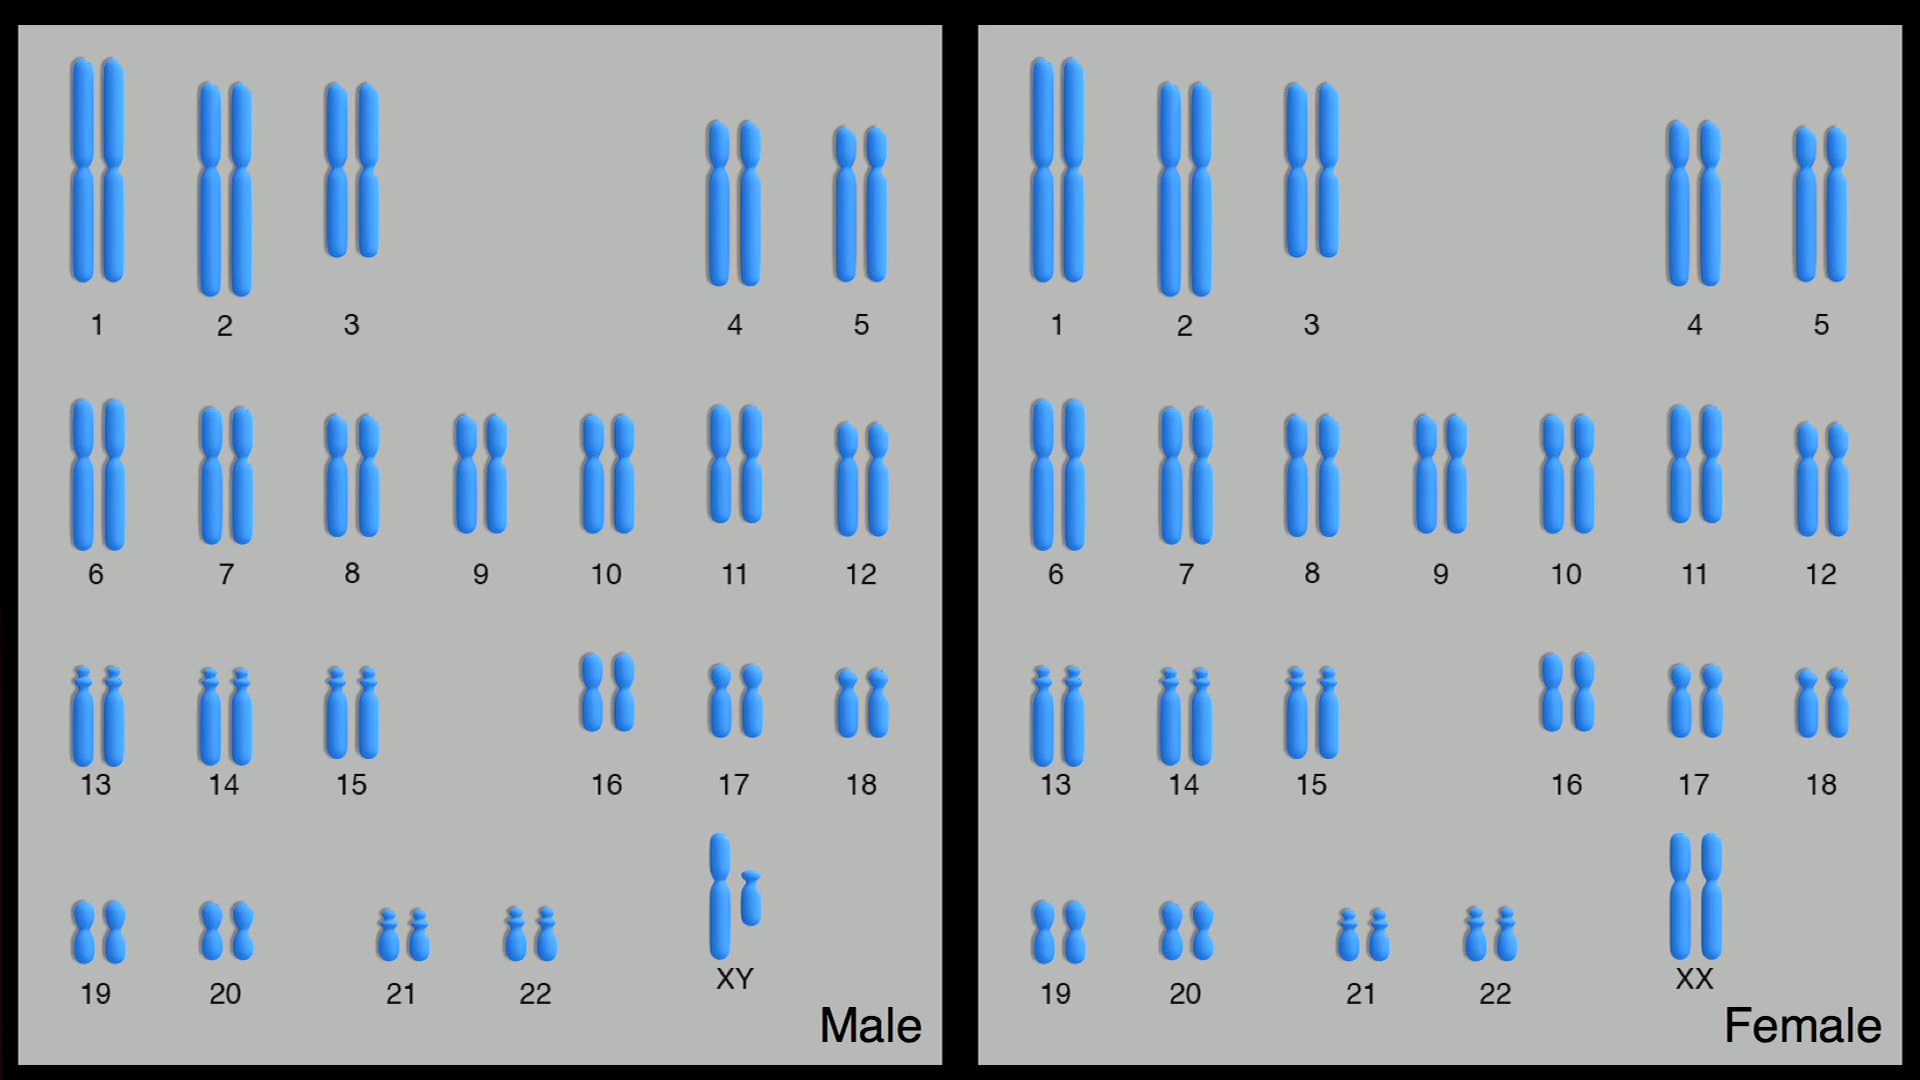 1 2 3 4 5
6 7 8 9 10 11 12
13 14 15 16 17 18
19 20 21 22 XY
Male
1 2 3 4 5
6 7 8 9 10 11 12
13 14 15 16 17 18
19 20 21 22 XX
Female